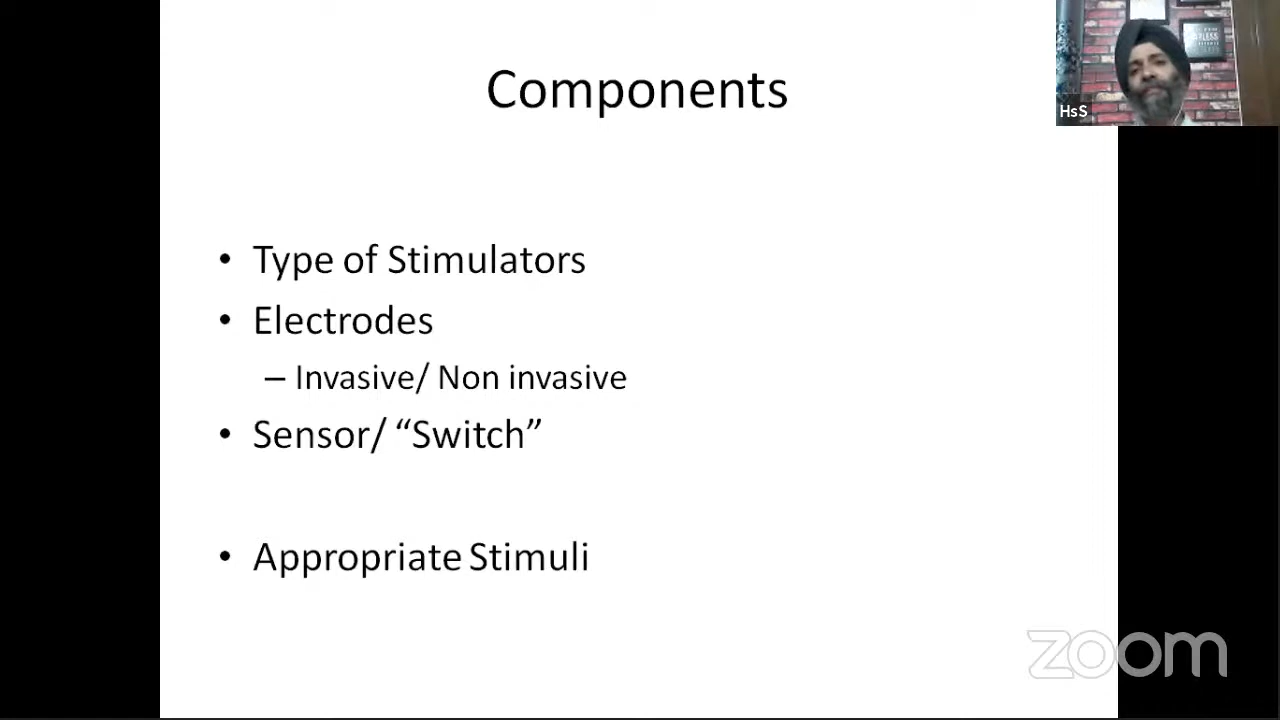 Components
HsS
• Type of Stimulators
• Electrodes
– Invasive/ Non invasive
• Sensor/ “Switch”
• Appropriate Stimuli
zoom